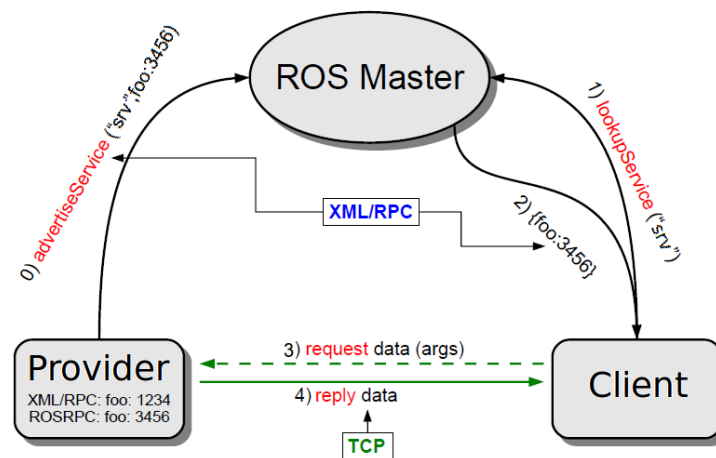 ROS Master
0) advertiseService ("srv",foo:3456)
1) lookupService ("srv")
XML/RPC
2) {foo:3456}
3) request data (args)
4) reply data
TCP
Provider
XML/RPC: foo: 1234
ROSRPC: foo: 3456
Client